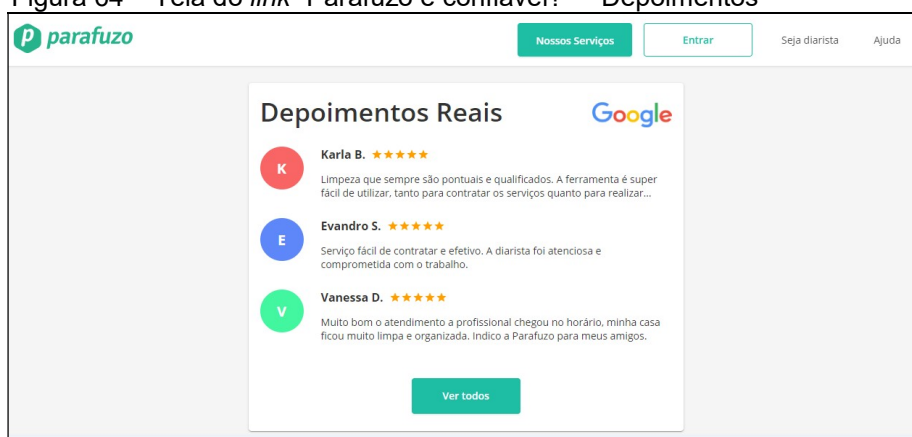 Figura 64 – Tela do link "Parafuzo é confiável?" – Depoimentos
parafuzo
Nossos Serviços
Entrar
Seja diarista
Ajuda
Depoimentos Reais
Google
K
Karla B.
Limpeza que sempre são pontuais e qualificados. A ferramenta é super
fácil de utilizar, tanto para contratar os serviços quanto para realizar...
E
Evandro S.
Serviço fácil de contratar e efetivo. A diarista foi atenciosa e
comprometida com o trabalho.
V
Vanessa D.
Muito bom o atendimento a profissional chegou no horário, minha casa
ficou muito limpa e organizada. Indico a Parafuzo para meus amigos.
Ver todos